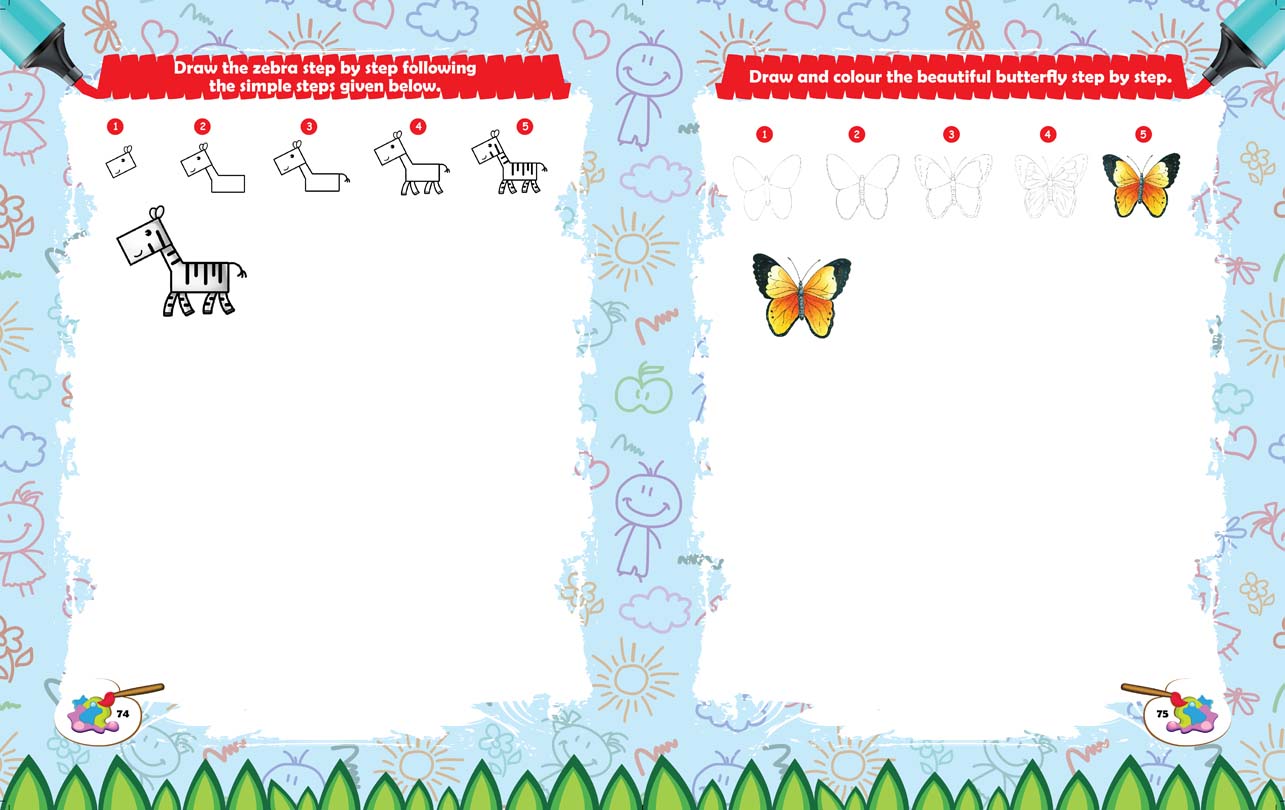 Draw the zebra step by step following
the simple steps given below.
1 2 3 4 5
74
Draw and colour the beautiful butterfly step by step.
1 2 3 4 5
75